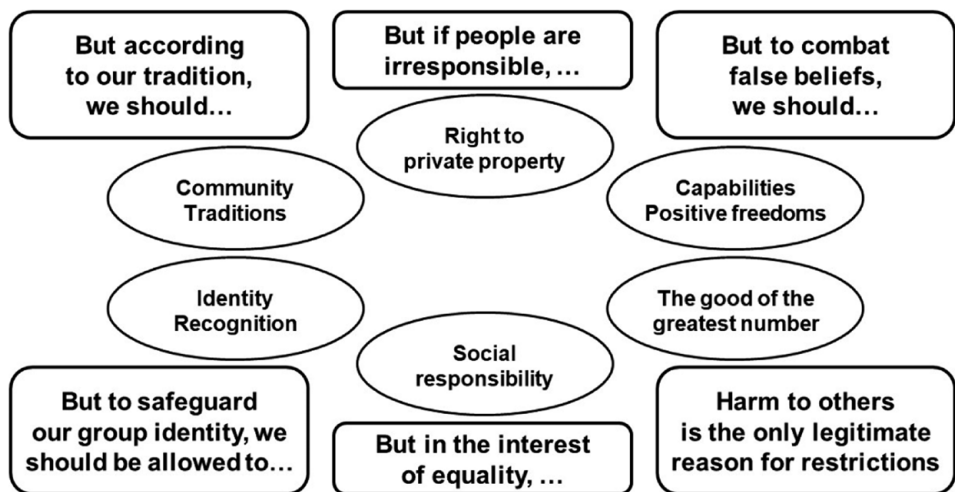 But according
to our tradition,
we should…
But if people are
irresponsible, …
But to combat
false beliefs,
we should…
Right to
private property
Community
Traditions
Capabilities
Positive freedoms
Identity
Recognition
The good of the
greatest number
Social
responsibility
But to safeguard
our group identity, we
should be allowed to…
But in the interest
of equality, …
Harm to others
is the only legitimate
reason for restrictions